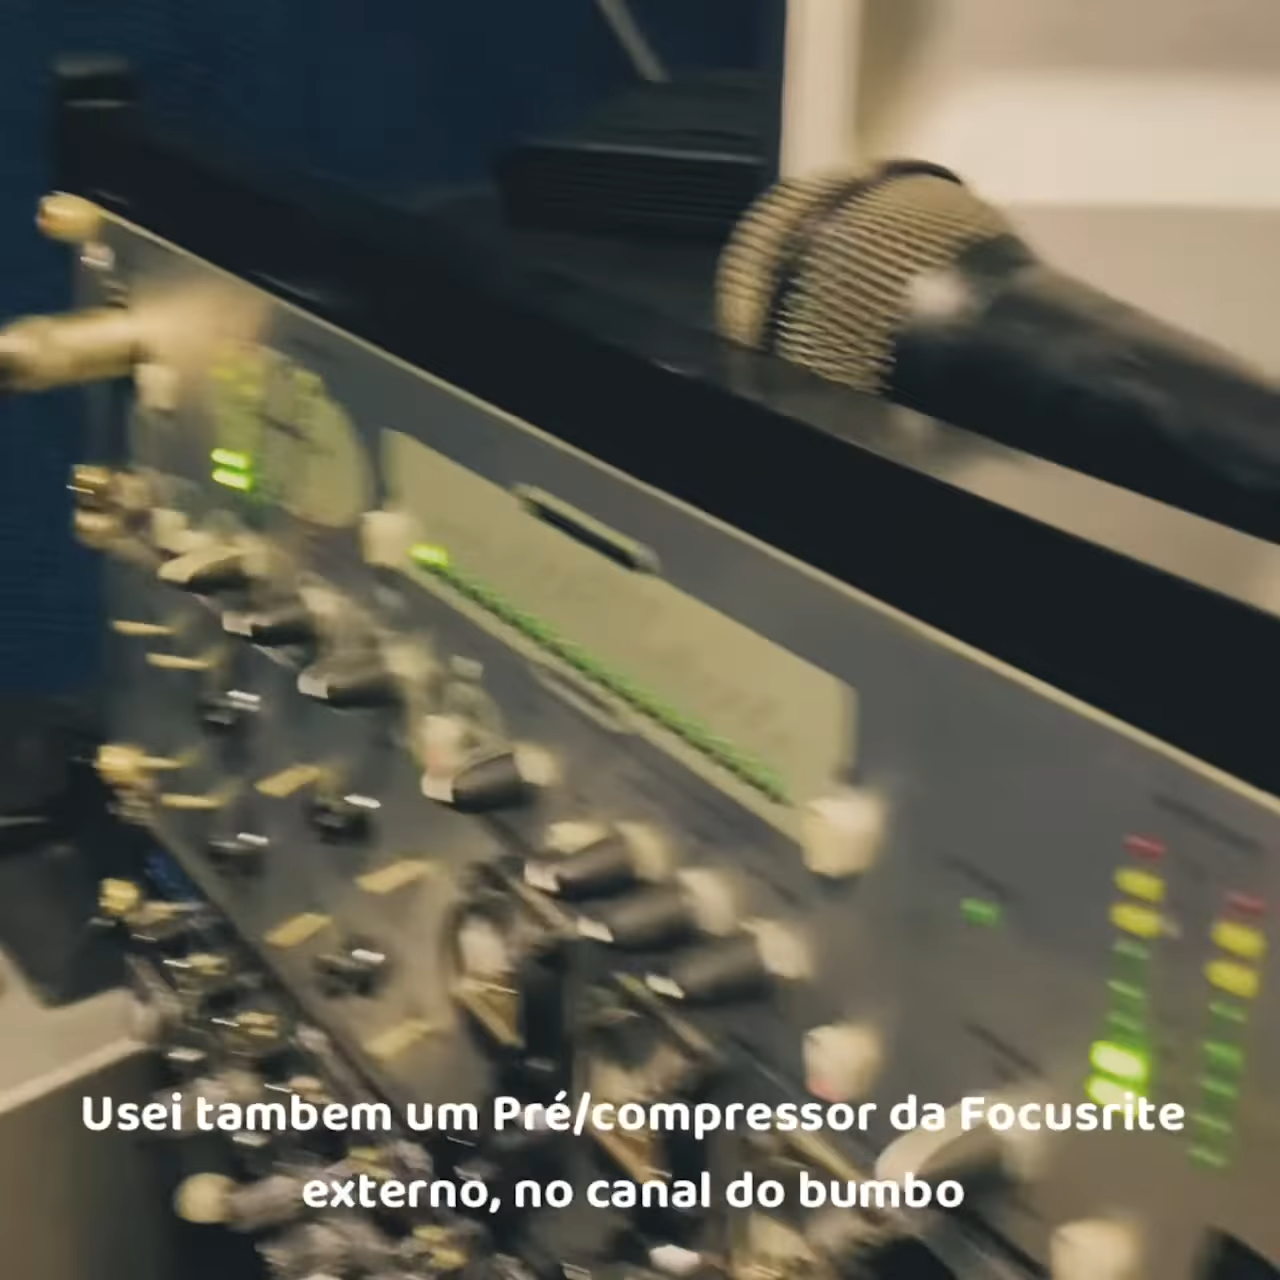 Usei tambem um Pré/compressor da Focusrite
externo, no canal do bumbo